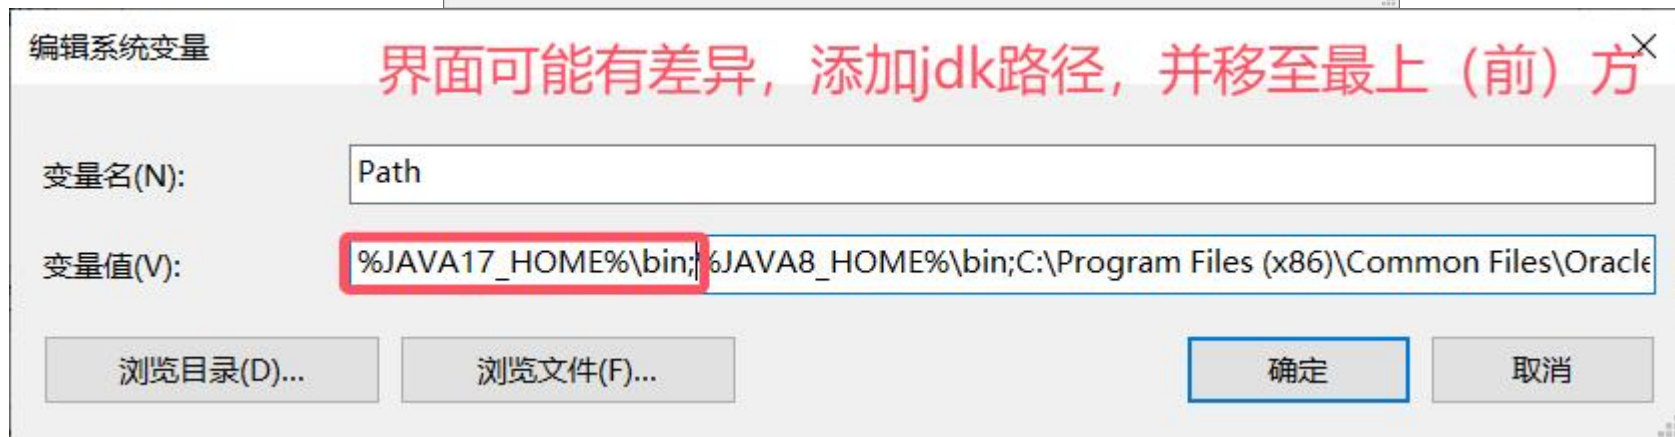 编辑系统变量
界面可能有差异，添加jdk路径，并移至最上（前）方
变量名(N):
Path
变量值(V):
%JAVA17_HOME%\bin;%JAVA8_HOME%\bin;C:\Program Files (x86)\Common Files\Oracle
浏览目录(D)...
浏览文件(F)...
确定
取消